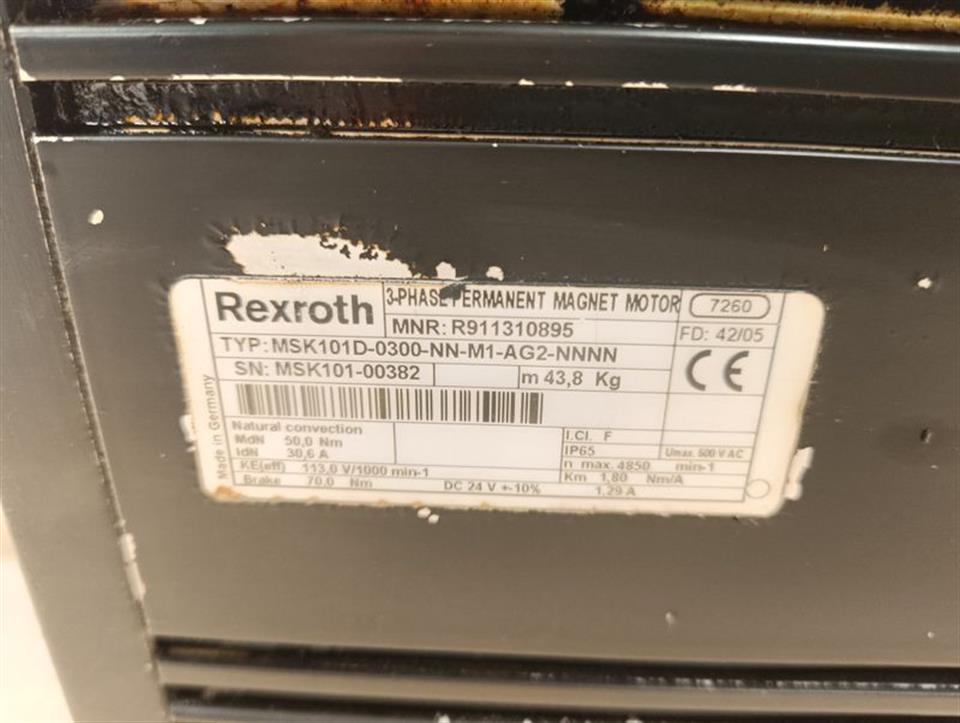 Rexroth
3-PHASE PERMANENT MAGNET MOTOR
7260
MNR: R911310895
FD: 42/05
TYP: MSK101D-0300-NN-M1-AG2-NNNN
SN: MSK101-00382
m 43,8 Kg
CE
Made in Germany
Natural convection
MdN 50,0 Nm
IdN 30,6 A
KE(eff) 113,0 V/1000 min-1
Brake 70,0 Nm DC 24 V +-10% 1,29 A
I.Cl. F
IP65
Umax. 500 V AC
n max. 4850 min-1
Km 1,80 Nm/A